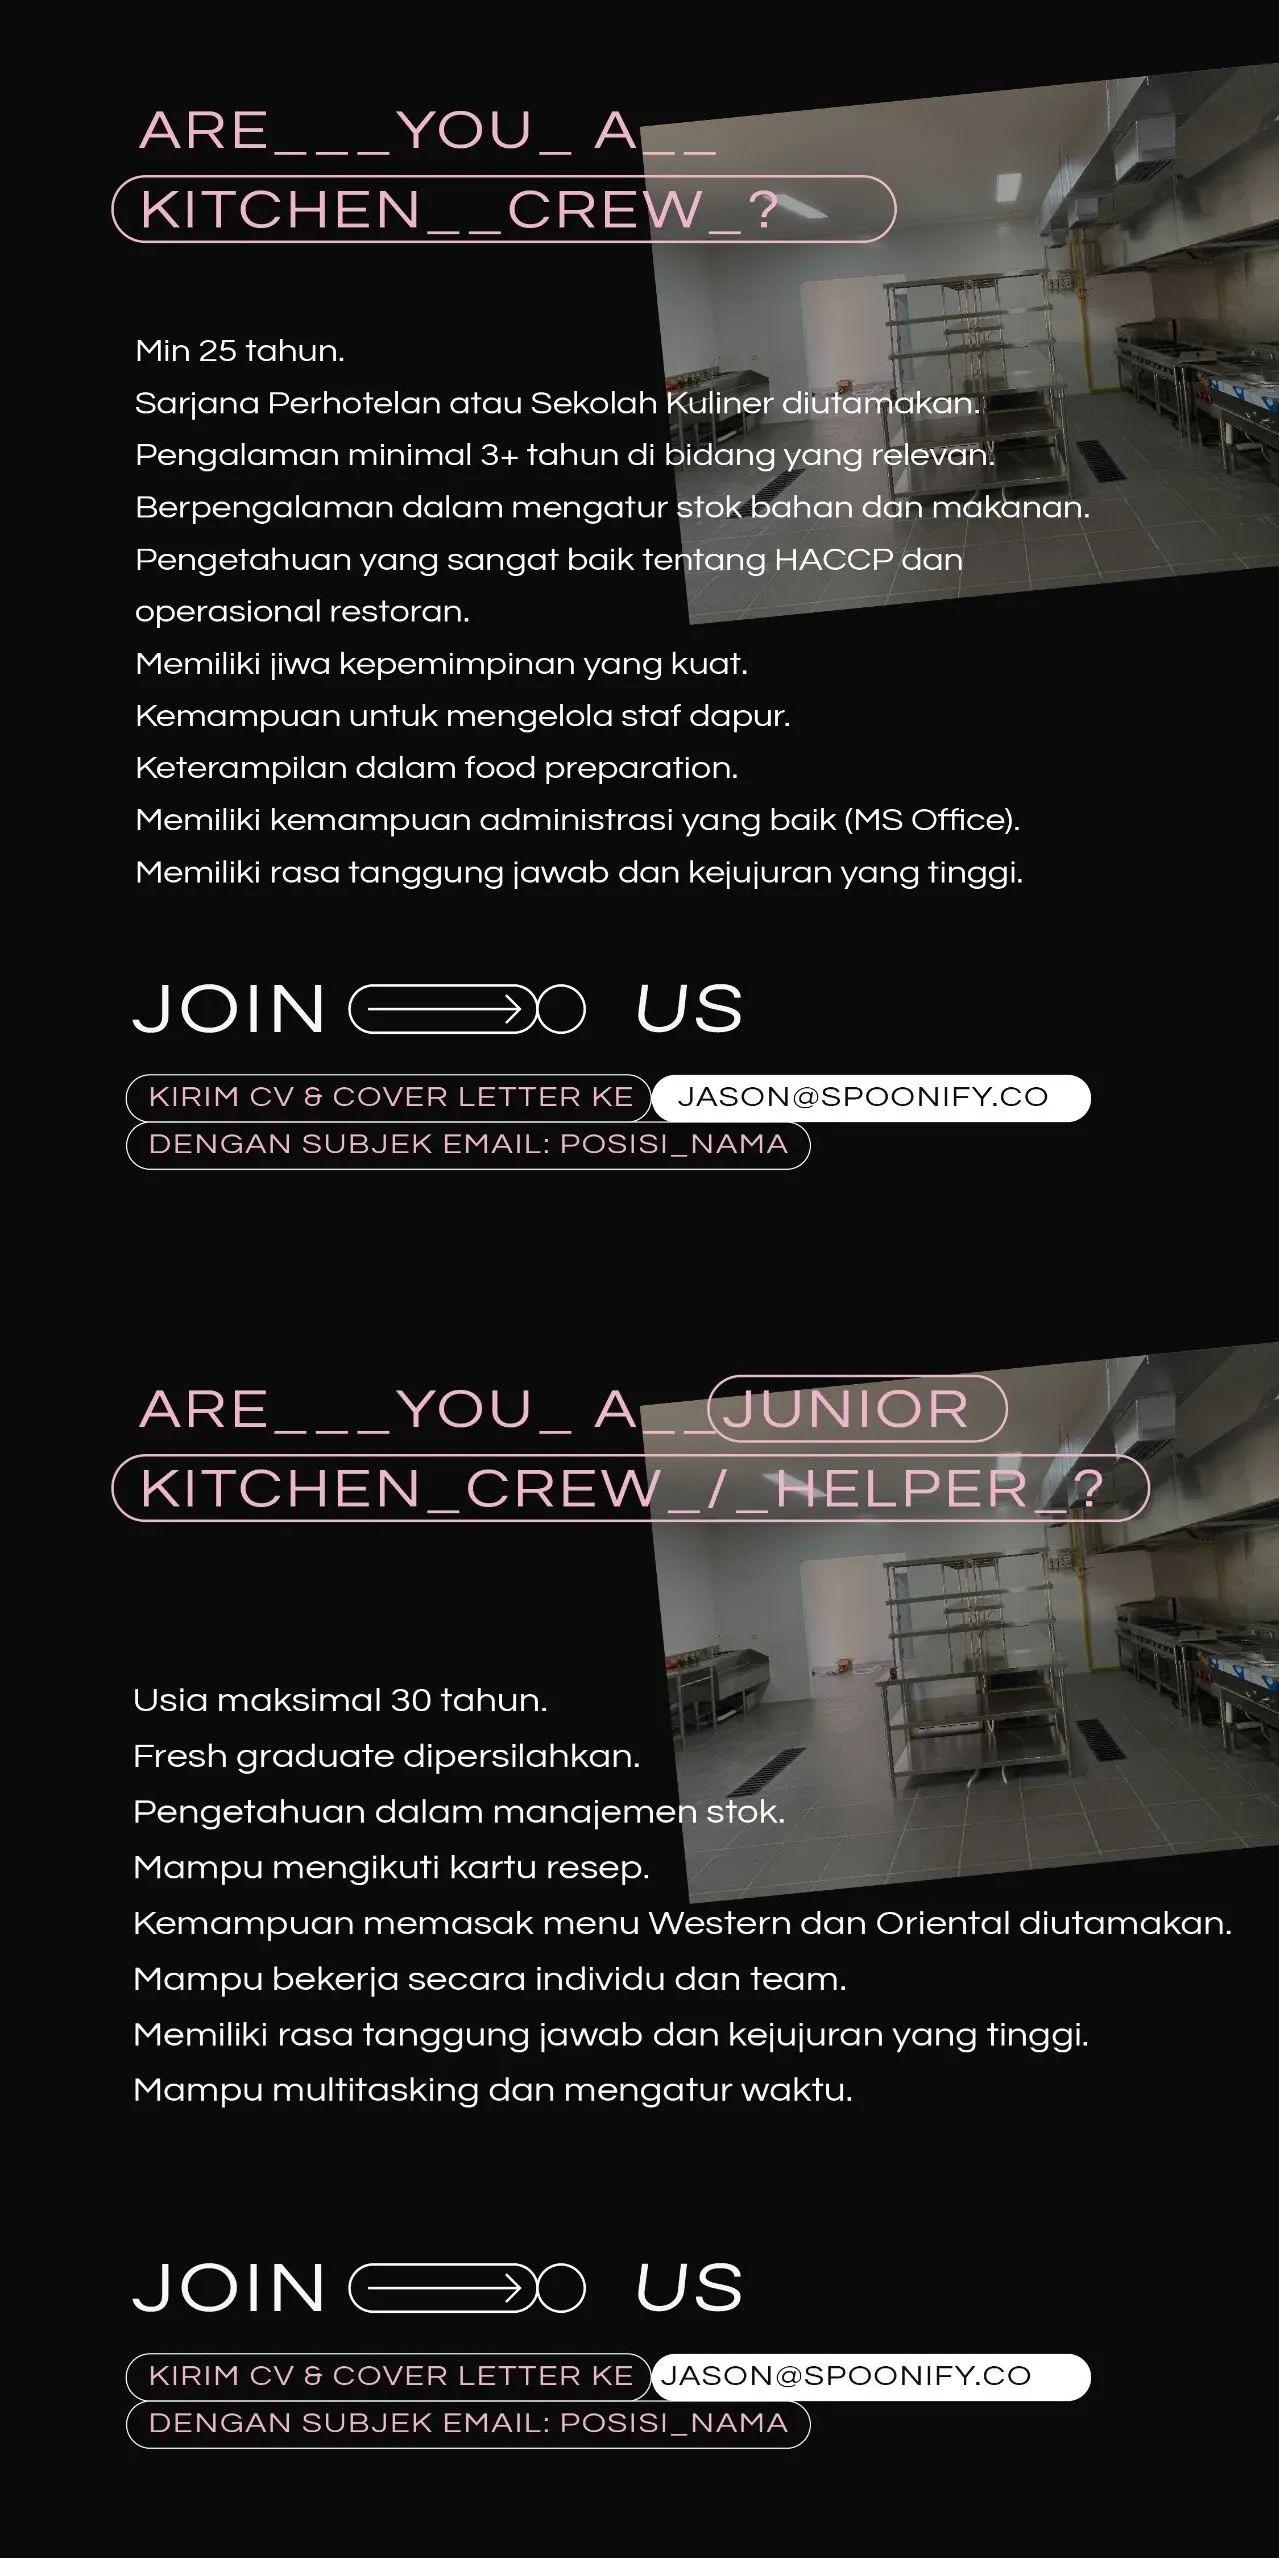 ARE___YOU_ A__
KITCHEN__CREW_?
Min 25 tahun.
Sarjana Perhotelan atau Sekolah Kuliner diutamakan.
Pengalaman minimal 3+ tahun di bidang yang relevan.
Berpengalaman dalam mengatur stok bahan dan makanan.
Pengetahuan yang sangat baik tentang HACCP dan
operasional restoran.
Memiliki jiwa kepemimpinan yang kuat.
Kemampuan untuk mengelola staf dapur.
Keterampilan dalam food preparation.
Memiliki kemampuan administrasi yang baik (MS Office).
Memiliki rasa tanggung jawab dan kejujuran yang tinggi.
JOIN US
KIRIM CV & COVER LETTER KE JASON@SPOONIFY.CO
DENGAN SUBJEK EMAIL: POSISI_NAMA
ARE___YOU_ A__JUNIOR
KITCHEN_CREW_/_HELPER_?
Usia maksimal 30 tahun.
Fresh graduate dipersilahkan.
Pengetahuan dalam manajemen stok.
Mampu mengikuti kartu resep.
Kemampuan memasak menu Western dan Oriental diutamakan.
Mampu bekerja secara individu dan team.
Memiliki rasa tanggung jawab dan kejujuran yang tinggi.
Mampu multitasking dan mengatur waktu.
JOIN US
KIRIM CV & COVER LETTER KE JASON@SPOONIFY.CO
DENGAN SUBJEK EMAIL: POSISI_NAMA